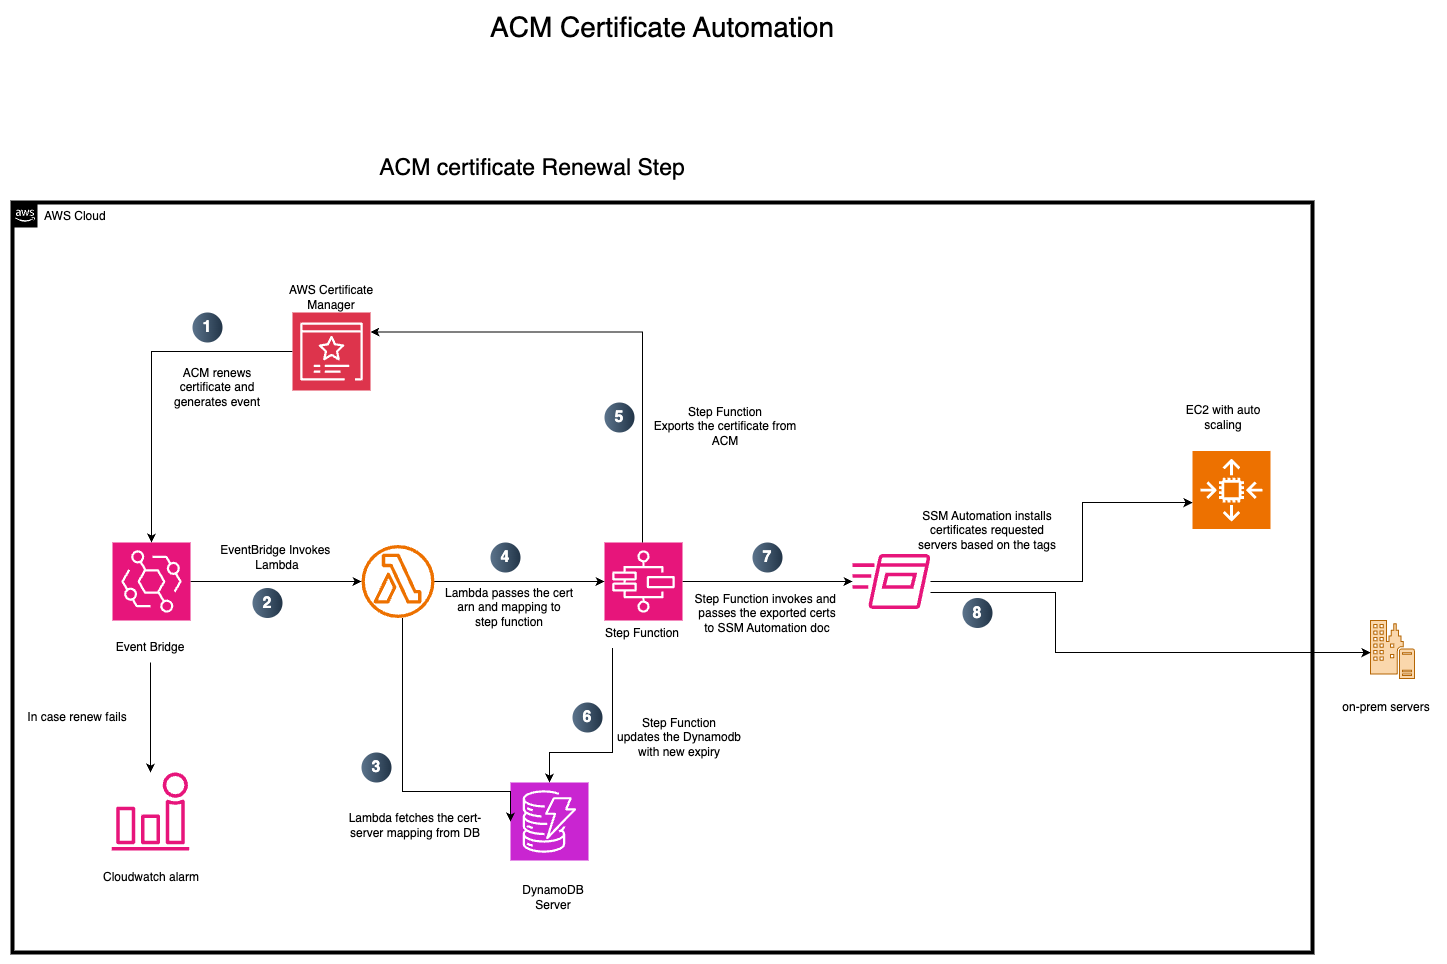 ACM Certificate Automation
ACM certificate Renewal Step
aws
AWS Cloud
AWS Certificate
Manager
1
ACM renews
certificate and
generates event
5
Step Function
Exports the certificate from
ACM
EC2 with auto
scaling
EventBridge Invokes
Lambda
2
4
Lambda passes the cert
arn and mapping to
step function
7
Step Function invokes and
passes the exported certs
to SSM Automation doc
SSM Automation installs
certificates requested
servers based on the tags
8
Event Bridge
Step Function
on-prem servers
In case renew fails
6
Step Function
updates the Dynamodb
with new expiry
3
Lambda fetches the cert-
server mapping from DB
Cloudwatch alarm
DynamoDB
Server